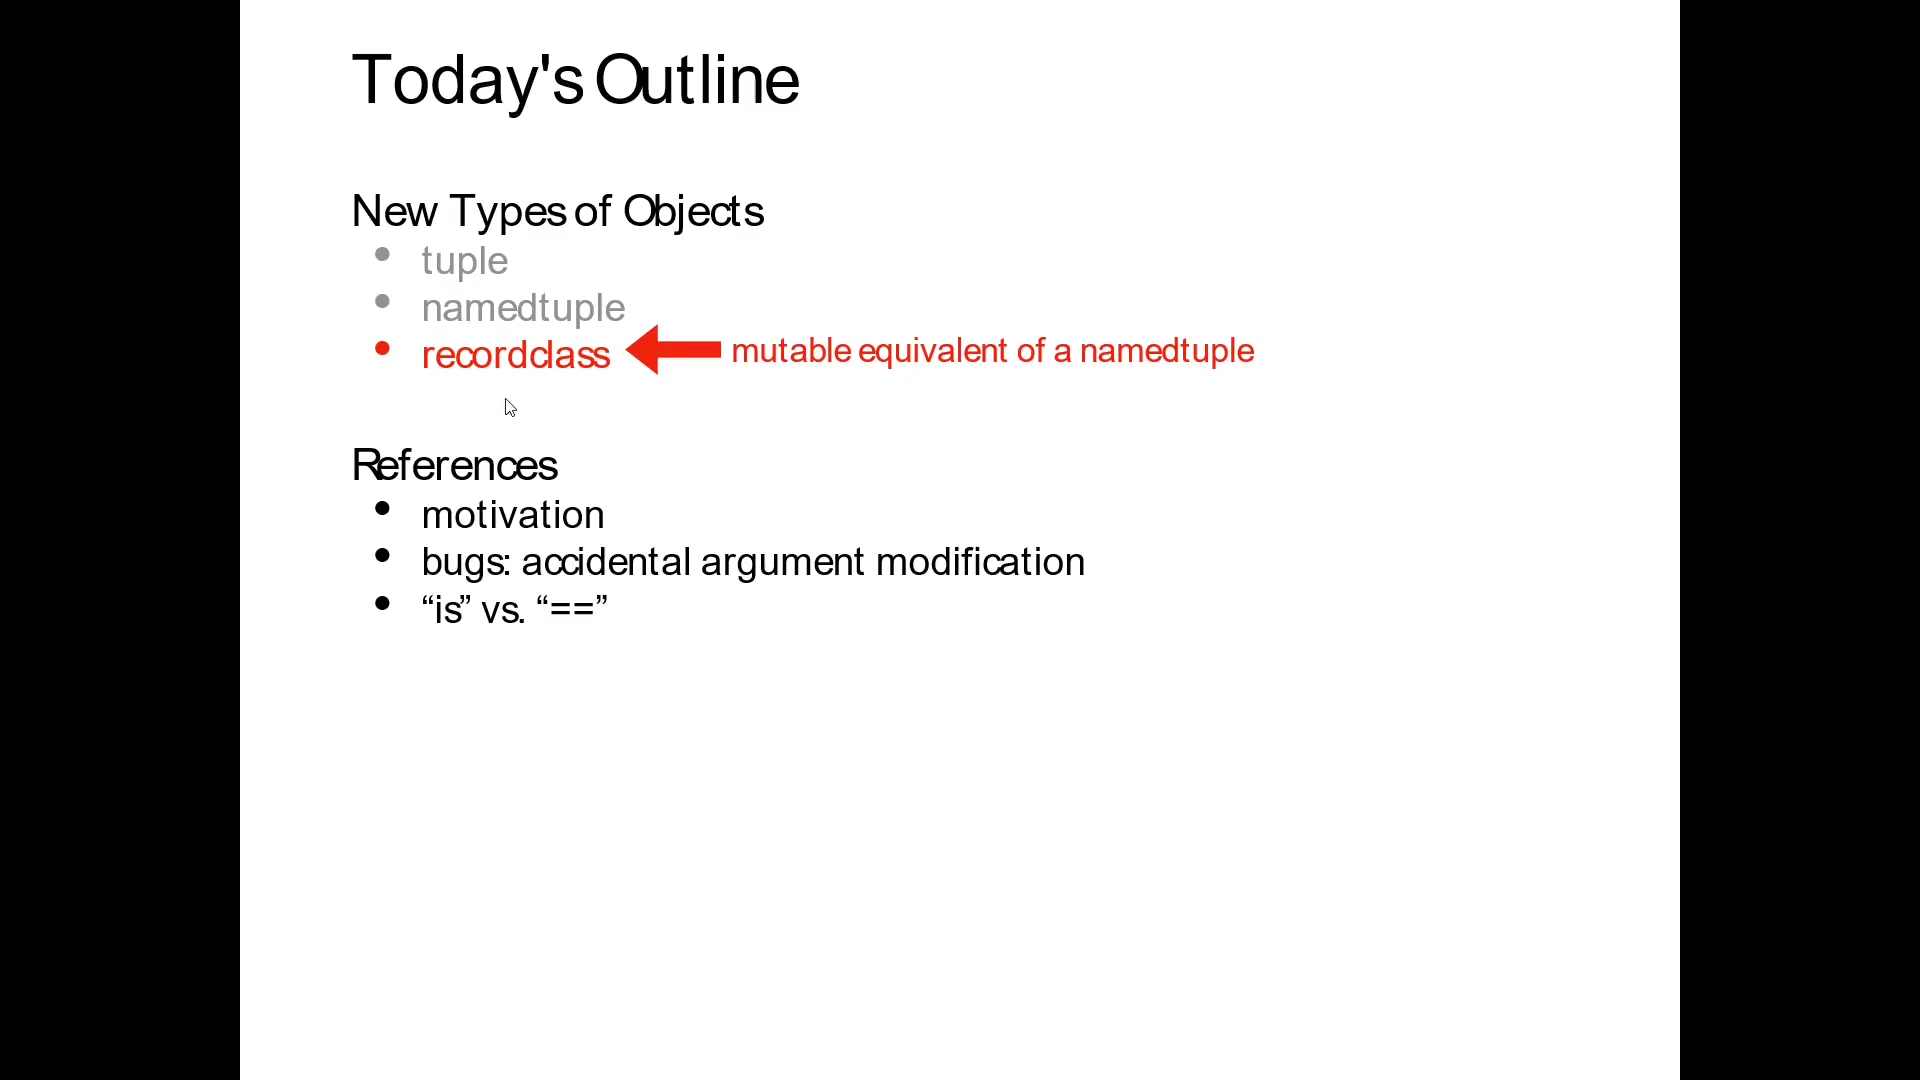 Today's Outline
New Types of Objects
• tuple
• namedtuple
• recordclass mutable equivalent of a namedtuple
References
• motivation
• bugs: accidental argument modification
• “is” vs. “==”